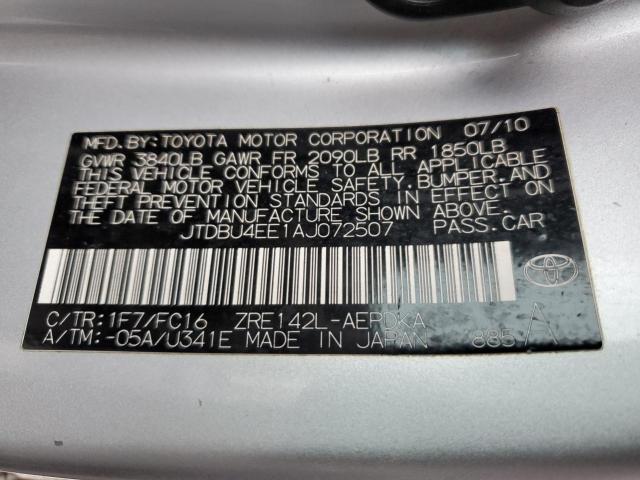 MFD. BY: TOYOTA MOTOR CORPORATION 07/10
GVWR 3840LB GAWR FR 2090LB RR 1850LB
THIS VEHICLE CONFORMS TO ALL APPLICABLE
FEDERAL MOTOR VEHICLE SAFETY, BUMPER, AND
THEFT PREVENTION STANDARDS IN EFFECT ON
THE DATE OF MANUFACTURE SHOWN ABOVE.
JTDBU4EE1AJ072507 PASS. CAR
C/TR: 1F7/FC16 ZRE142L-AEPDKA
A/TM: -05A/U341E MADE IN JAPAN 885 A